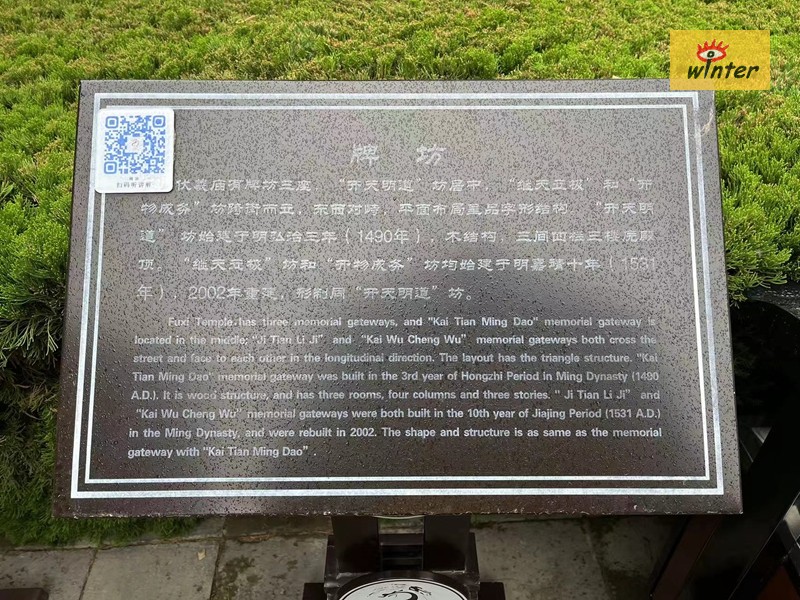 winter
扫码听讲解
牌坊
伏羲庙有牌坊三座，“开天明道”坊居中，“继天立极”和“开
物成务”坊跨街而立，东西对峙，平面布局呈品字形结构。“开天明
道”坊始建于明弘治三年（1490年），木结构，三间四柱三楼庑殿
顶。“继天立极”坊和“开物成务”坊均始建于明嘉靖十年（1531
年），2002年重建，形制同“开天明道”坊。
Fuxi Temple has three memorial gateways, and "Kai Tian Ming Dao" memorial gateway is
located in the middle; "Ji Tian Li Ji" and "Kai Wu Cheng Wu" memorial gateways both cross the
street and face to each other in the longitudinal direction. The layout has the triangle structure. "Kai
Tian Ming Dao" memorial gateway was built in the 3rd year of Hongzhi Period in Ming Dynasty (1490
A.D.). It is wood structure, and has three rooms, four columns and three stories. " Ji Tian Li Ji" and
"Kai Wu Cheng Wu" memorial gateways were both built in the 10th year of Jiajing Period (1531 A.D.)
in the Ming Dynasty, and were rebuilt in 2002. The shape and structure is as same as the memorial
gateway with "Kai Tian Ming Dao" .